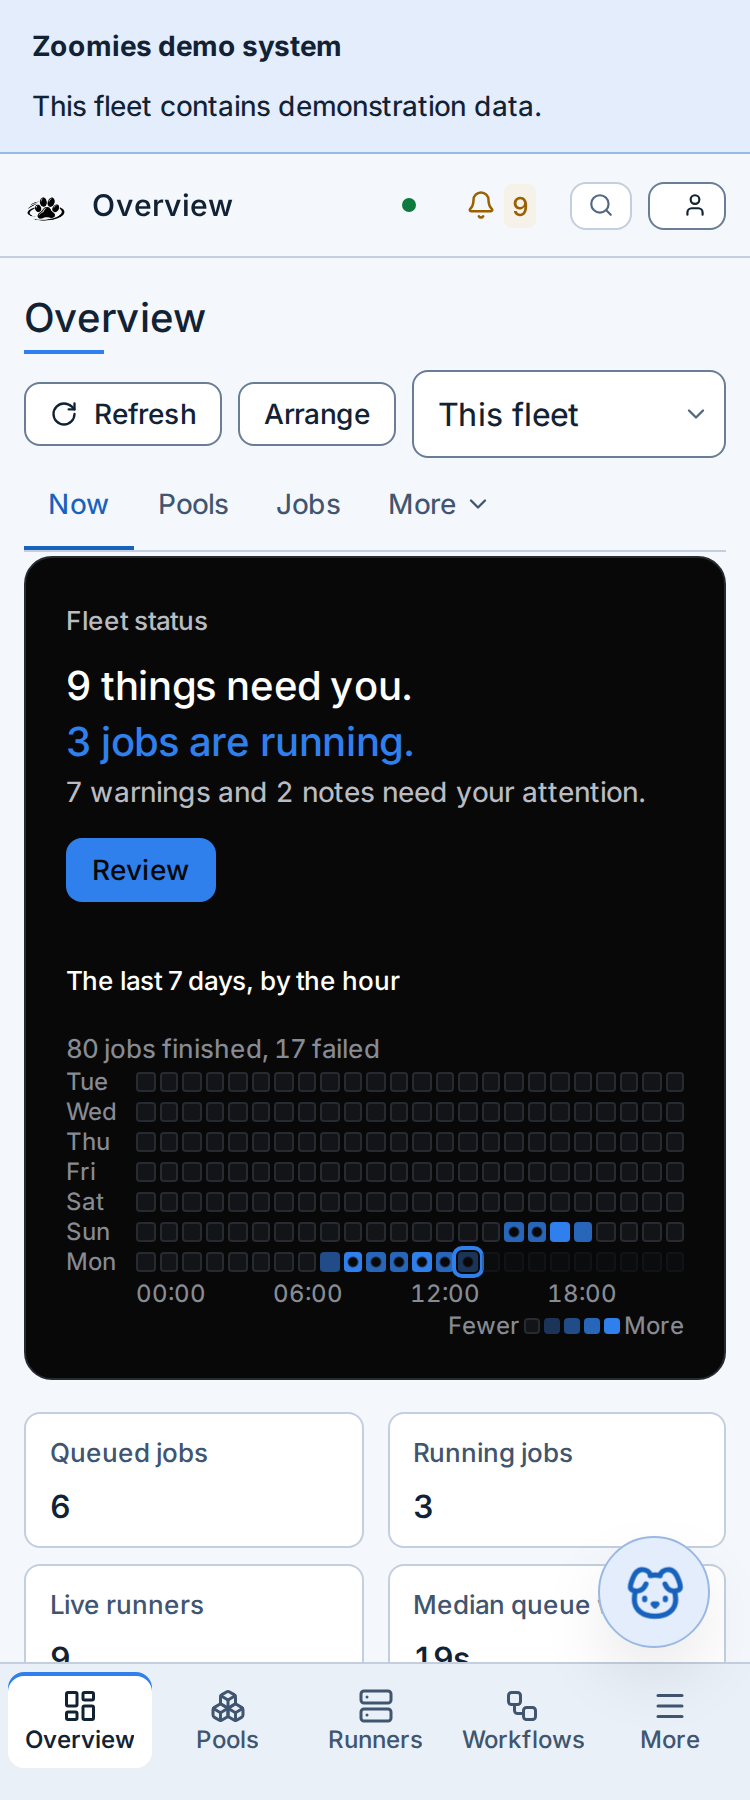 Zoomies demo system
This fleet contains demonstration data.
Overview
9
Overview
Refresh
Arrange
This fleet
Now
Pools
Jobs
More
Fleet status
9 things need you.
3 jobs are running.
7 warnings and 2 notes need your attention.
Review
The last 7 days, by the hour
80 jobs finished, 17 failed
Tue
Wed
Thu
Fri
Sat
Sun
Mon
00:00 06:00 12:00 18:00
Fewer More
Queued jobs
6
Running jobs
3
Live runners
9
Median queue
19s
Overview
Pools
Runners
Workflows
More